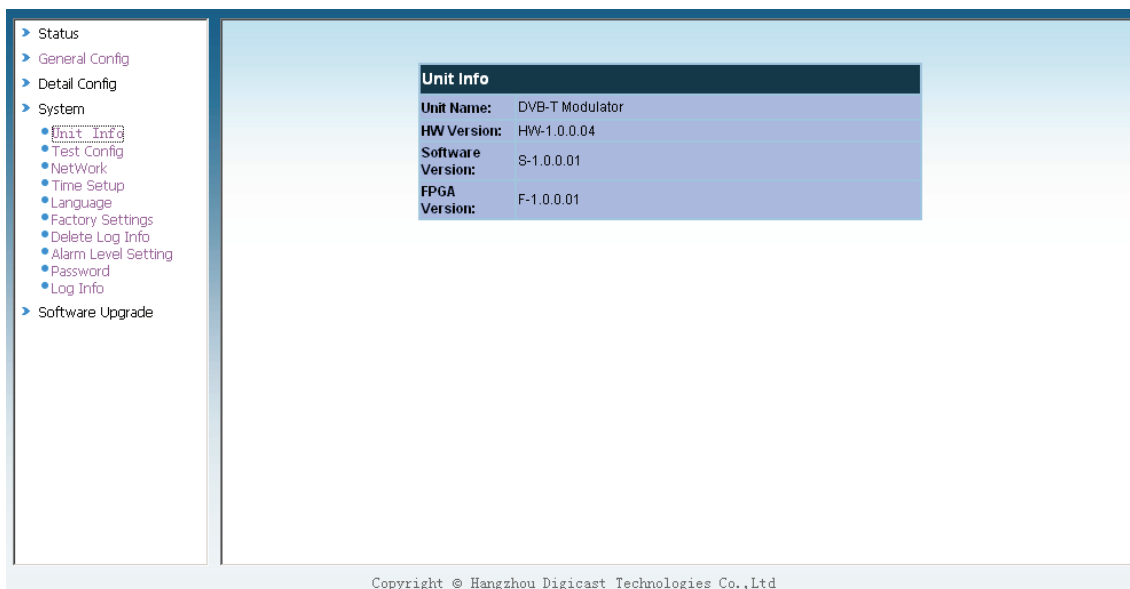 Status
General Config
Detail Config
System
Unit Info
Test Config
NetWork
Time Setup
Language
Factory Settings
Delete Log Info
Alarm Level Setting
Password
Log Info
Software Upgrade
Unit Info
Unit Name: DVB-T Modulator
HW Version: HW-1.0.0.04
Software
Version: S-1.0.0.01
FPGA
Version: F-1.0.0.01
Copyright © Hangzhou Digicast Technologies Co.,Ltd